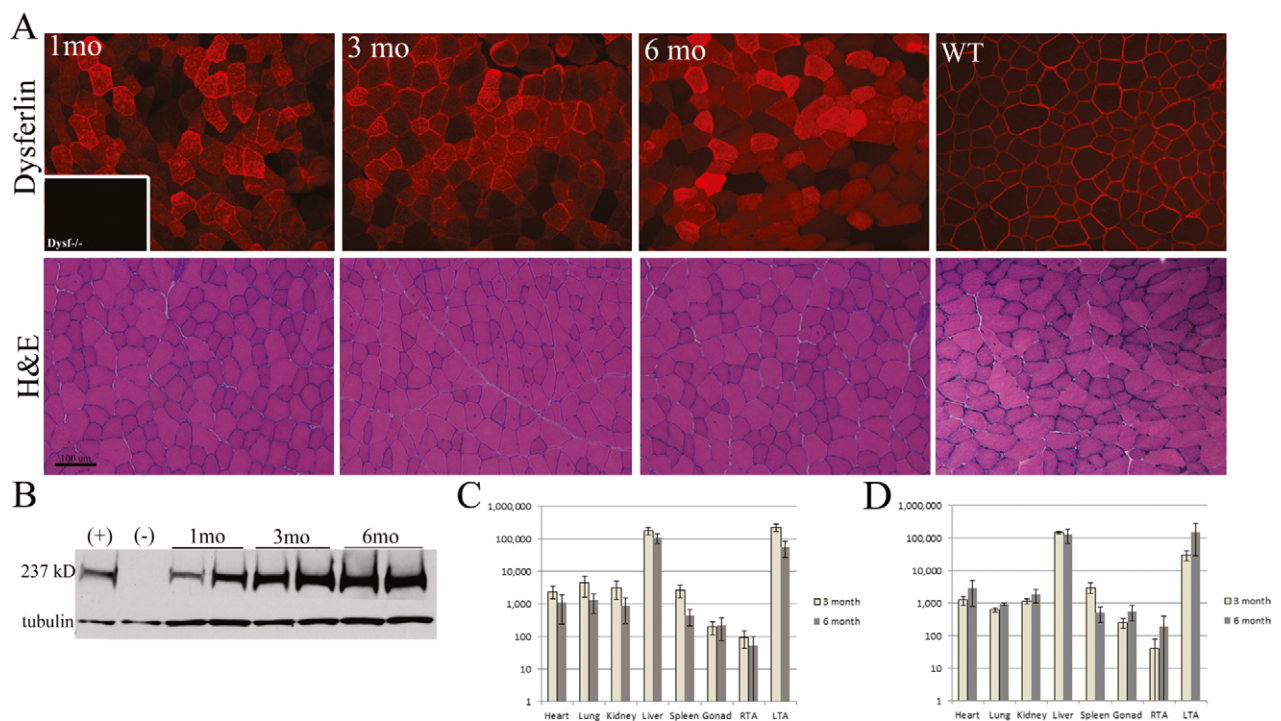 A
1mo
3 mo
6 mo
WT
Dysferlin
Dysf-/-
H&E
100 um
B
(+) (-) 1mo 3mo 6mo
237 kD
tubulin
C
1,000,000
100,000
10,000
1,000
100
10
1
Heart Lung Kidney Liver Spleen Gonad RTA LTA
3 month
6 month
D
1,000,000
100,000
10,000
1,000
100
10
1
Heart Lung Kidney Liver Spleen Gonad RTA LTA
3 month
6 month